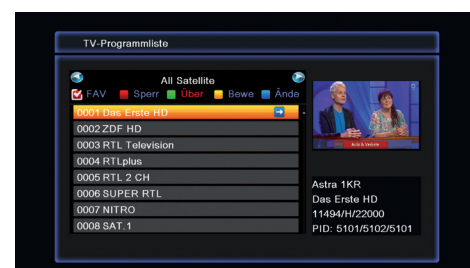 TV-Programmliste
All Satellite
FAV Sperr Über Bewe Ände
0001 Das Erste HD
0002 ZDF HD
0003 RTL Television
0004 RTLplus
0005 RTL 2 CH
0006 SUPER RTL
0007 NITRO
0008 SAT.1
Astra 1KR
Das Erste HD
11494/H/22000
PID: 5101/5102/5101